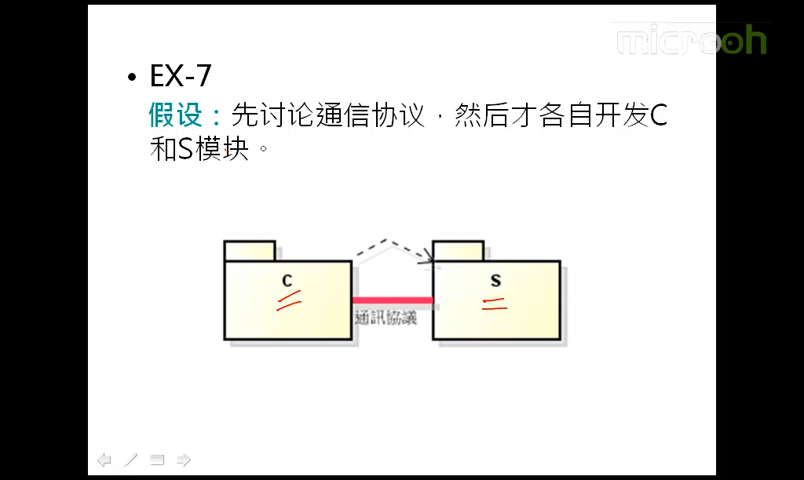 microoh
• EX-7
假设：先讨论通信协议，然后才各自开发C
和S模块。
C
S
通訊協議